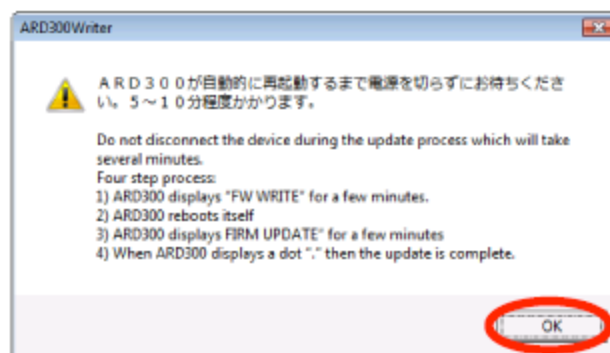 ARD300Writer
ＡＲＤ３００が自動的に再起動するまで電源を切らずにお待ちくださ
い。５～１０分程度かかります。
Do not disconnect the device during the update process which will take
several minutes.
Four step process:
1) ARD300 displays "FW WRITE" for a few minutes.
2) ARD300 reboots itself
3) ARD300 displays FIRM UPDATE" for a few minutes
4) When ARD300 displays a dot "." then the update is complete.
OK